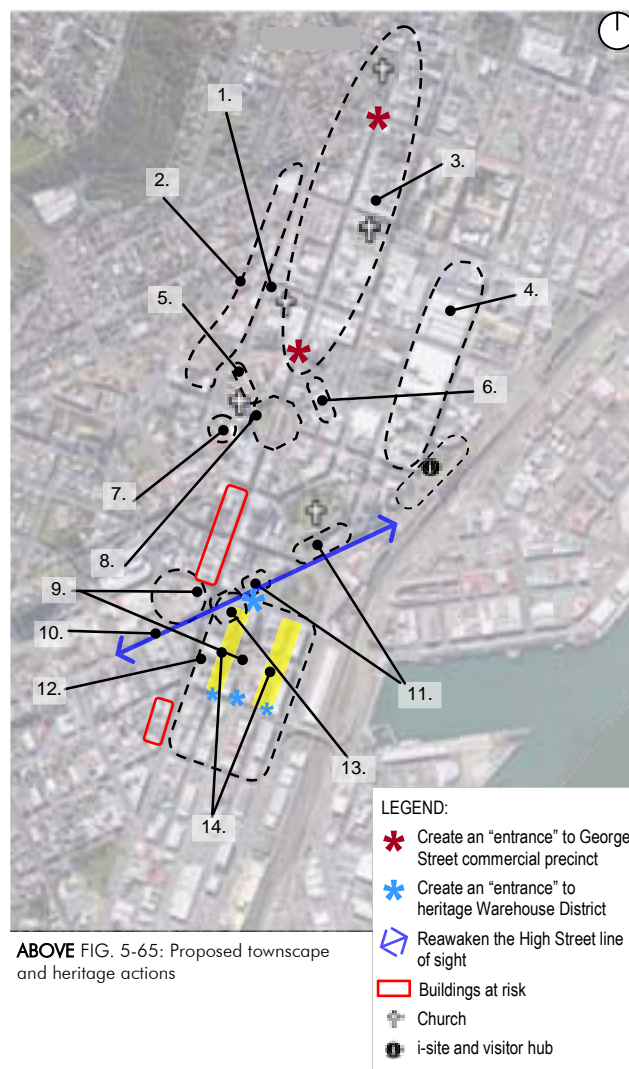 1.
2.
3.
4.
5.
6.
7.
8.
9.
10.
11.
12.
13.
14.
LEGEND:
Create an “entrance” to George
Street commercial precinct
Create an “entrance” to
heritage Warehouse District
Reawaken the High Street line
of sight
Buildings at risk
Church
i-site and visitor hub
ABOVE FIG. 5-65: Proposed townscape
and heritage actions